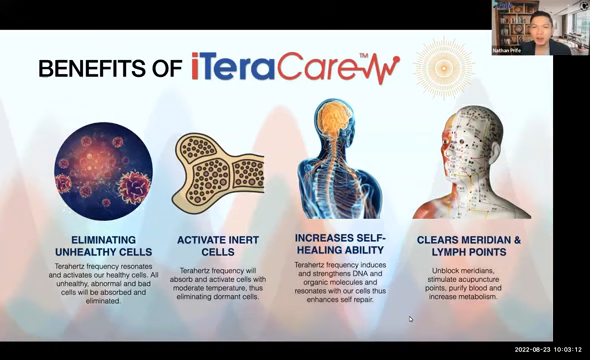 Nathan Prife
BENEFITS OF iTeraCare™
ELIMINATING
UNHEALTHY CELLS
Terahertz frequency resonates
and activates our healthy cells. All
unhealthy, abnormal and bad
cells will be absorbed and
eliminated.
ACTIVATE INERT
CELLS
Terahertz frequency will
absorb and activate cells with
moderate temperature, thus
eliminating dormant cells.
INCREASES SELF-
HEALING ABILITY
Terahertz frequency induces
and strengthens DNA and
organic molecules and
resonates with our cells thus
enhances self repair.
CLEARS MERIDIAN &
LYMPH POINTS
Unblock meridians,
stimulate acupuncture
points, purify blood and
increase metabolism.
2022-08-23 10:03:12